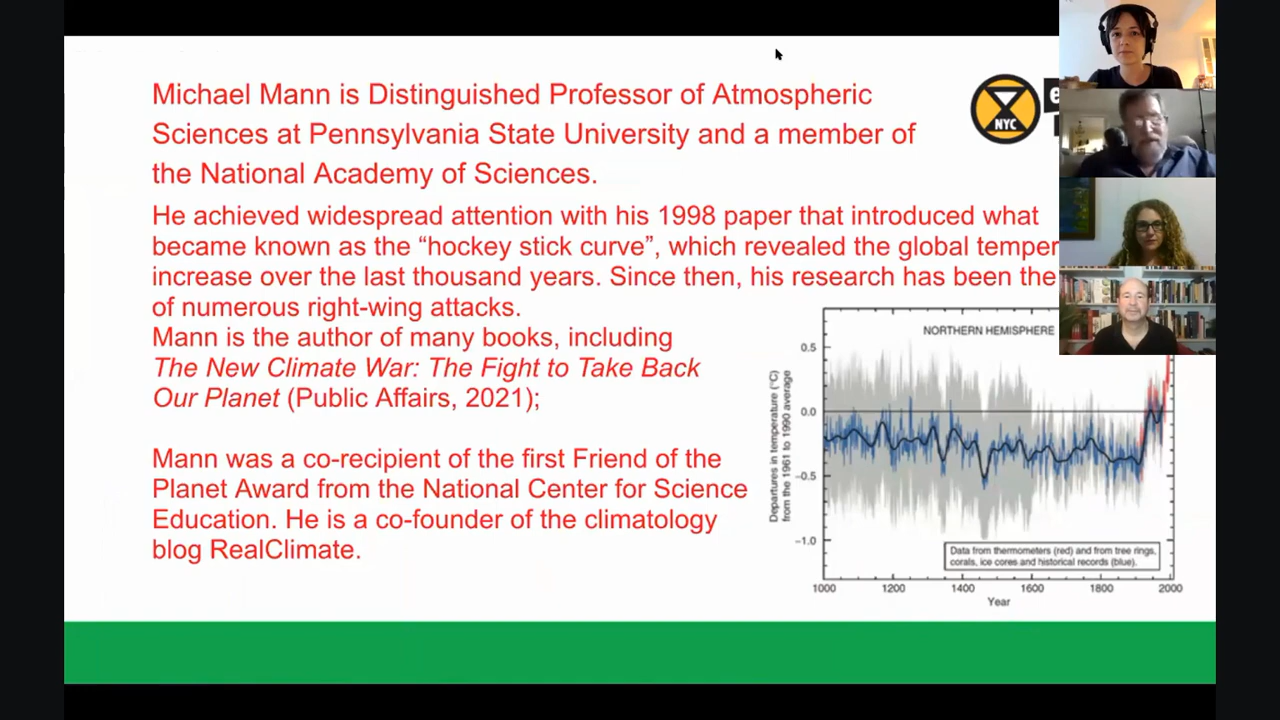 Michael Mann is Distinguished Professor of Atmospheric
Sciences at Pennsylvania State University and a member of
the National Academy of Sciences.
NYC
He achieved widespread attention with his 1998 paper that introduced what
became known as the “hockey stick curve”, which revealed the global temper
increase over the last thousand years. Since then, his research has been the
of numerous right-wing attacks.
Mann is the author of many books, including
The New Climate War: The Fight to Take Back
Our Planet (Public Affairs, 2021);
Mann was a co-recipient of the first Friend of the
Planet Award from the National Center for Science
Education. He is a co-founder of the climatology
blog RealClimate.
NORTHERN HEMISPHERE
Departures in temperature (°C)
from the 1961 to 1990 average
0.5
0.0
−0.5
−1.0
Data from thermometers (red) and from tree rings,
corals, ice cores and historical records (blue).
1000 1200 1400 1600 1800 2000
Year